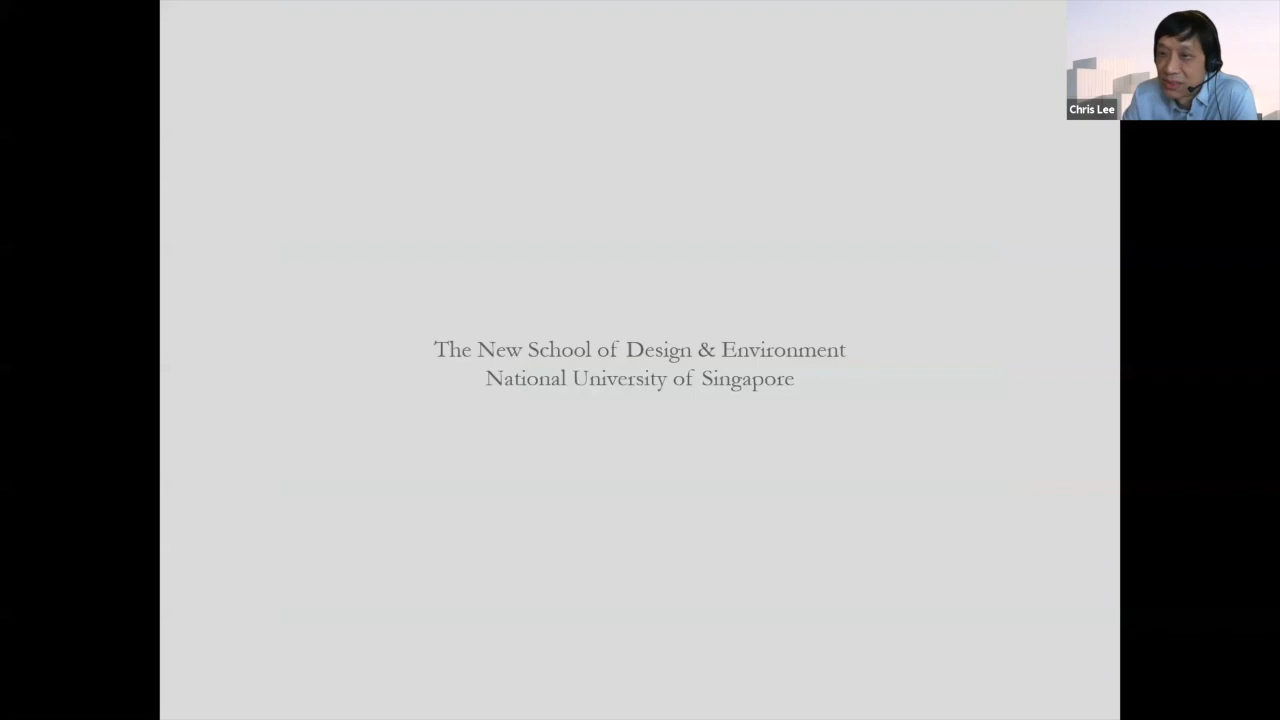 Chris Lee
The New School of Design & Environment
National University of Singapore